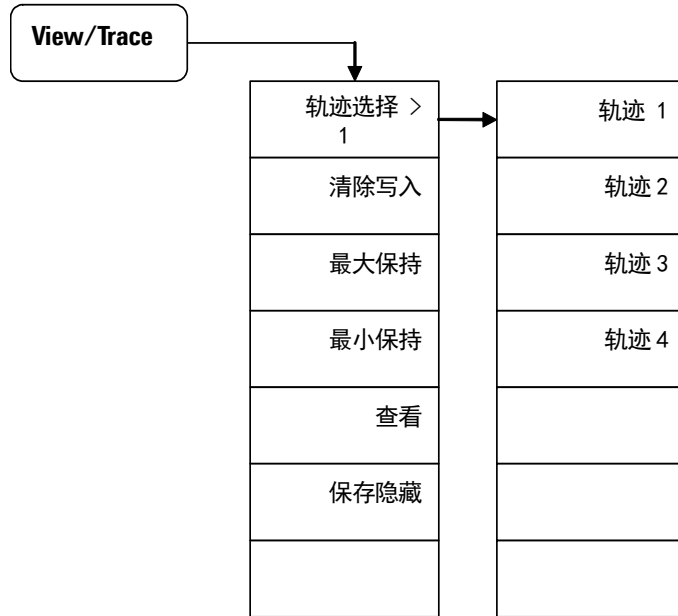 View/Trace
轨迹选择 >
1
清除写入
最大保持
最小保持
查看
保存隐藏
轨迹 1
轨迹 2
轨迹 3
轨迹 4